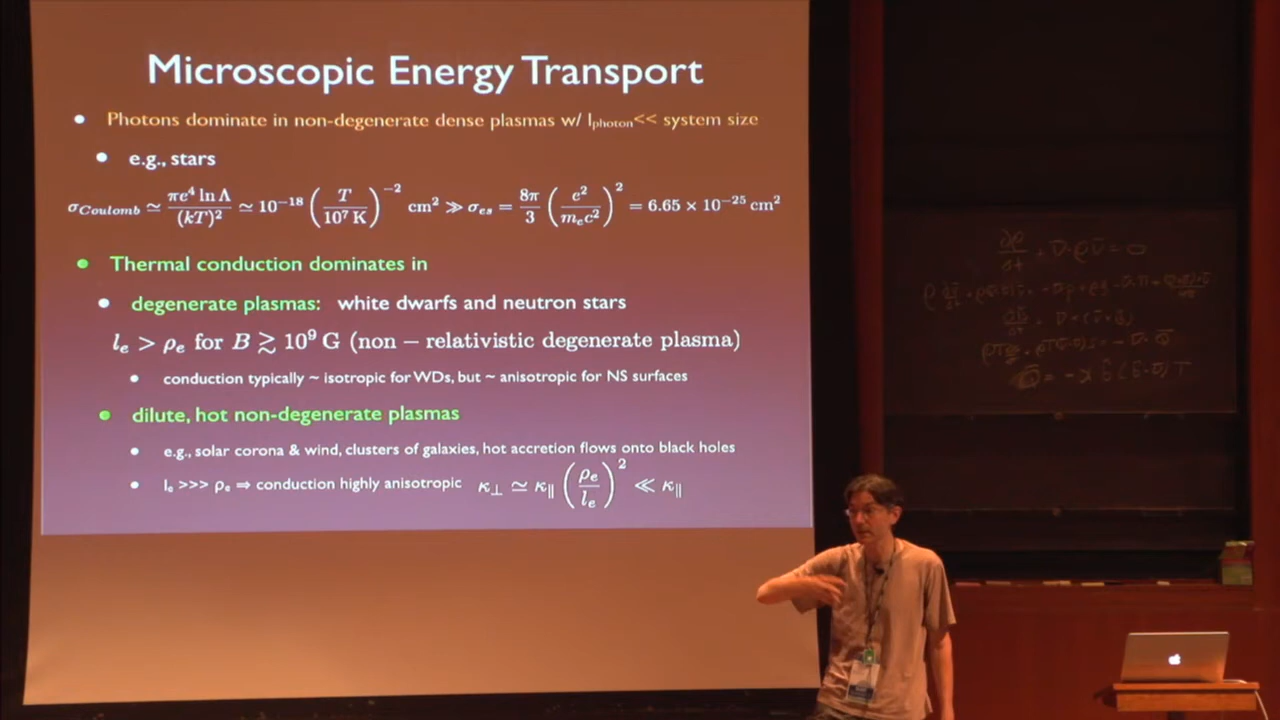 Microscopic Energy Transport
• Photons dominate in non-degenerate dense plasmas w/ l_photon << system size
• e.g., stars
σ_Coulomb ≃ πe⁴ ln Λ / (kT)² ≃ 10⁻¹⁸ (T / 10⁷ K)⁻² cm² ≫ σ_es = 8π/3 (e² / m_e c²)² = 6.65 × 10⁻²⁵ cm²
• Thermal conduction dominates in
• degenerate plasmas: white dwarfs and neutron stars
l_e > ρ_e for B ≳ 10⁹ G (non − relativistic degenerate plasma)
• conduction typically ~ isotropic for WDs, but ~ anisotropic for NS surfaces
• dilute, hot non-degenerate plasmas
• e.g., solar corona & wind, clusters of galaxies, hot accretion flows onto black holes
• l_e >>> ρ_e ⇒ conduction highly anisotropic κ_⊥ ≃ κ_∥ (ρ_e / l_e)² ≪ κ_∥